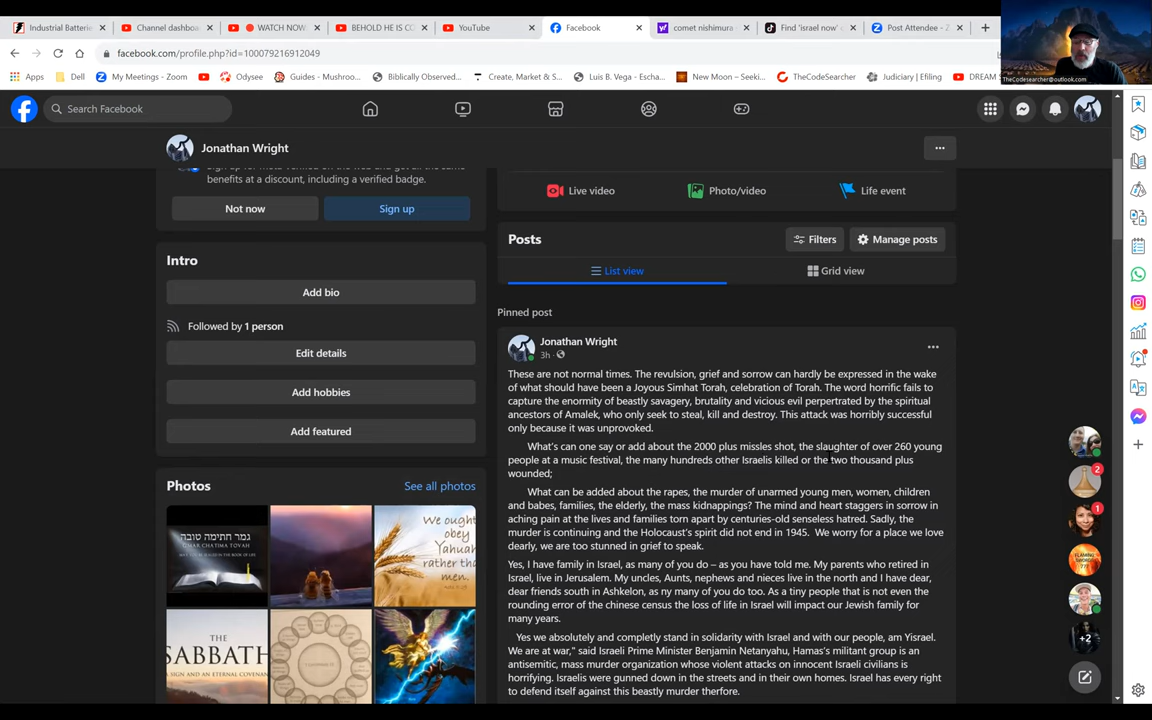 Industrial Batterie
Channel dashboa
WATCH NOW
BEHOLD HE IS CO
YouTube
Facebook
comet nishimura
Find 'israel now'
Post Attendee - Z
facebook.com/profile.php?id=100079216912049
Apps
Dell
My Meetings - Zoom
Odysee
Guides - Mushroo...
Biblically Observed...
Create, Market & S...
Luis B. Vega - Escha...
New Moon – Seeki...
TheCodeSearcher
Judiciary | Efiling
DREAM S
TheCodesearcher@outlook.com
Search Facebook
Jonathan Wright
benefits at a discount, including a verified badge.
Not now
Sign up
Live video
Photo/video
Life event
Intro
Add bio
Followed by 1 person
Edit details
Add hobbies
Add featured
Photos
See all photos
גמר חתימה טובה
We ought
obey
Yahuah
rather tha
men.
THE
SABBATH
Posts
Filters
Manage posts
List view
Grid view
Pinned post
Jonathan Wright
3h
These are not normal times. The revulsion, grief and sorrow can hardly be expressed in the wake
of what should have been a Joyous Simhat Torah, celebration of Torah. The word horrific fails to
capture the enormity of beastly savagery, brutality and vicious evil perpertrated by the spiritual
ancestors of Amalek, who only seek to steal, kill and destroy. This attack was horribly successful
only because it was unprovoked.
What's can one say or add about the 2000 plus missles shot, the slaughter of over 260 young
people at a music festival, the many hundreds other Israelis killed or the two thousand plus
wounded;
What can be added about the rapes, the murder of unarmed young men, women, children
and babes, families, the elderly, the mass kidnappings? The mind and heart staggers in sorrow in
aching pain at the lives and families torn apart by centuries-old senseless hatred. Sadly, the
murder is continuing and the Holocaust's spirit did not end in 1945. We worry for a place we love
dearly, we are too stunned in grief to speak.
Yes, I have family in Israel, as many of you do – as you have told me. My parents who retired in
Israel, live in Jerusalem. My uncles, Aunts, nephews and nieces live in the north and I have dear,
dear friends south in Ashkelon, as ny many of you do too. As a tiny people that is not even the
rounding error of the chinese census the loss of life in Israel will impact our Jewish family for
many years.
Yes we absolutely and completly stand in solidarity with Israel and with our people, am Yisrael.
We are at war," said Israeli Prime Minister Benjamin Netanyahu, Hamas's militant group is an
antisemitic, mass murder organization whose violent attacks on innocent Israeli civilians is
horrifying. Israelis were gunned down in the streets and in their own homes. Israel has every right
to defend itself against this beastly murder therfore.
2
1
+2